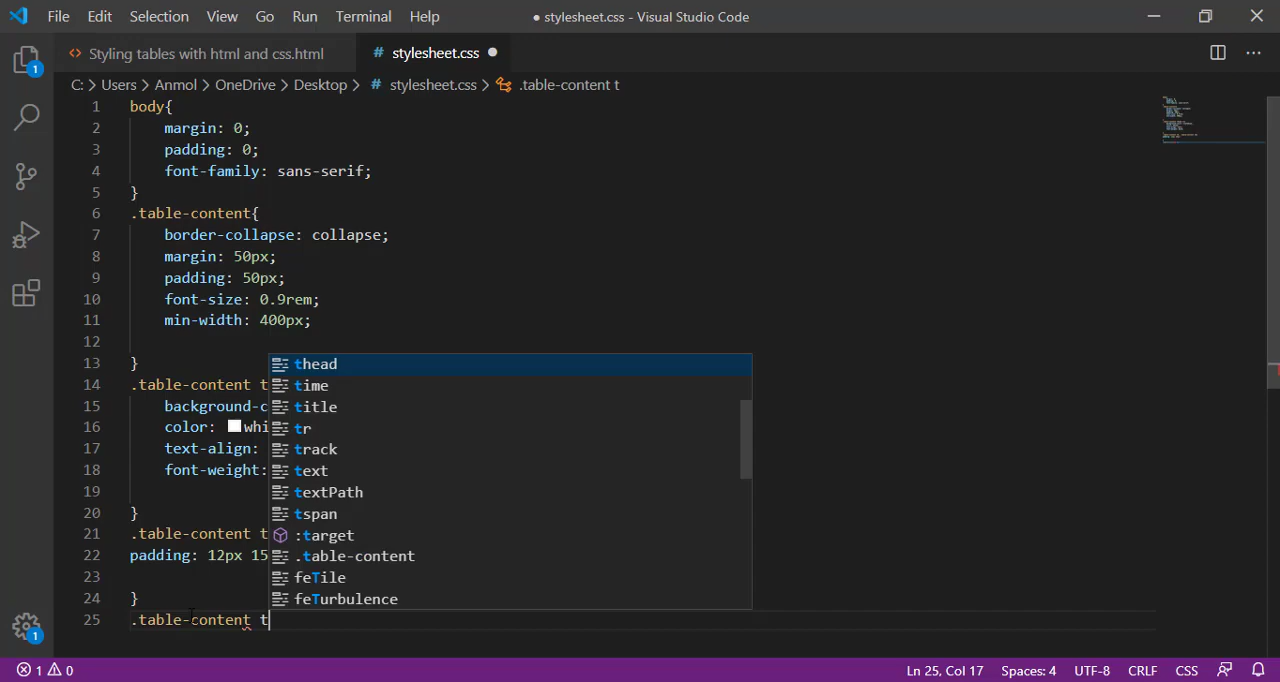 File Edit Selection View Go Run Terminal Help ● stylesheet.css - Visual Studio Code
<> Styling tables with html and css.html # stylesheet.css ●
C: > Users > Anmol > OneDrive > Desktop > # stylesheet.css > .table-content t
1 body{
2 margin: 0;
3 padding: 0;
4 font-family: sans-serif;
5 }
6 .table-content{
7 border-collapse: collapse;
8 margin: 50px;
9 padding: 50px;
10 font-size: 0.9rem;
11 min-width: 400px;
12
13 }
thead
14 .table-content t
time
15 background-c
title
16 color: whi
tr
17 text-align:
track
18 font-weight:
text
19
textPath
20 }
tspan
21 .table-content t
:target
22 padding: 12px 15
.table-content
23
feTile
24 }
feTurbulence
25 .table-content t
1
1
1 0 Ln 25, Col 17 Spaces: 4 UTF-8 CRLF CSS